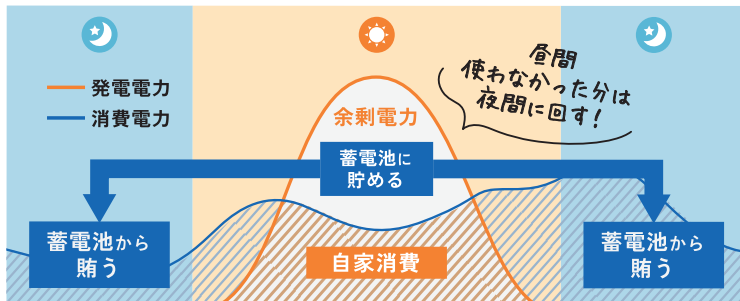 発電電力
消費電力
余剰電力
昼間
使わなかった分は
夜間に回す!
蓄電池に
貯める
蓄電池から
賄う
自家消費
蓄電池から
賄う